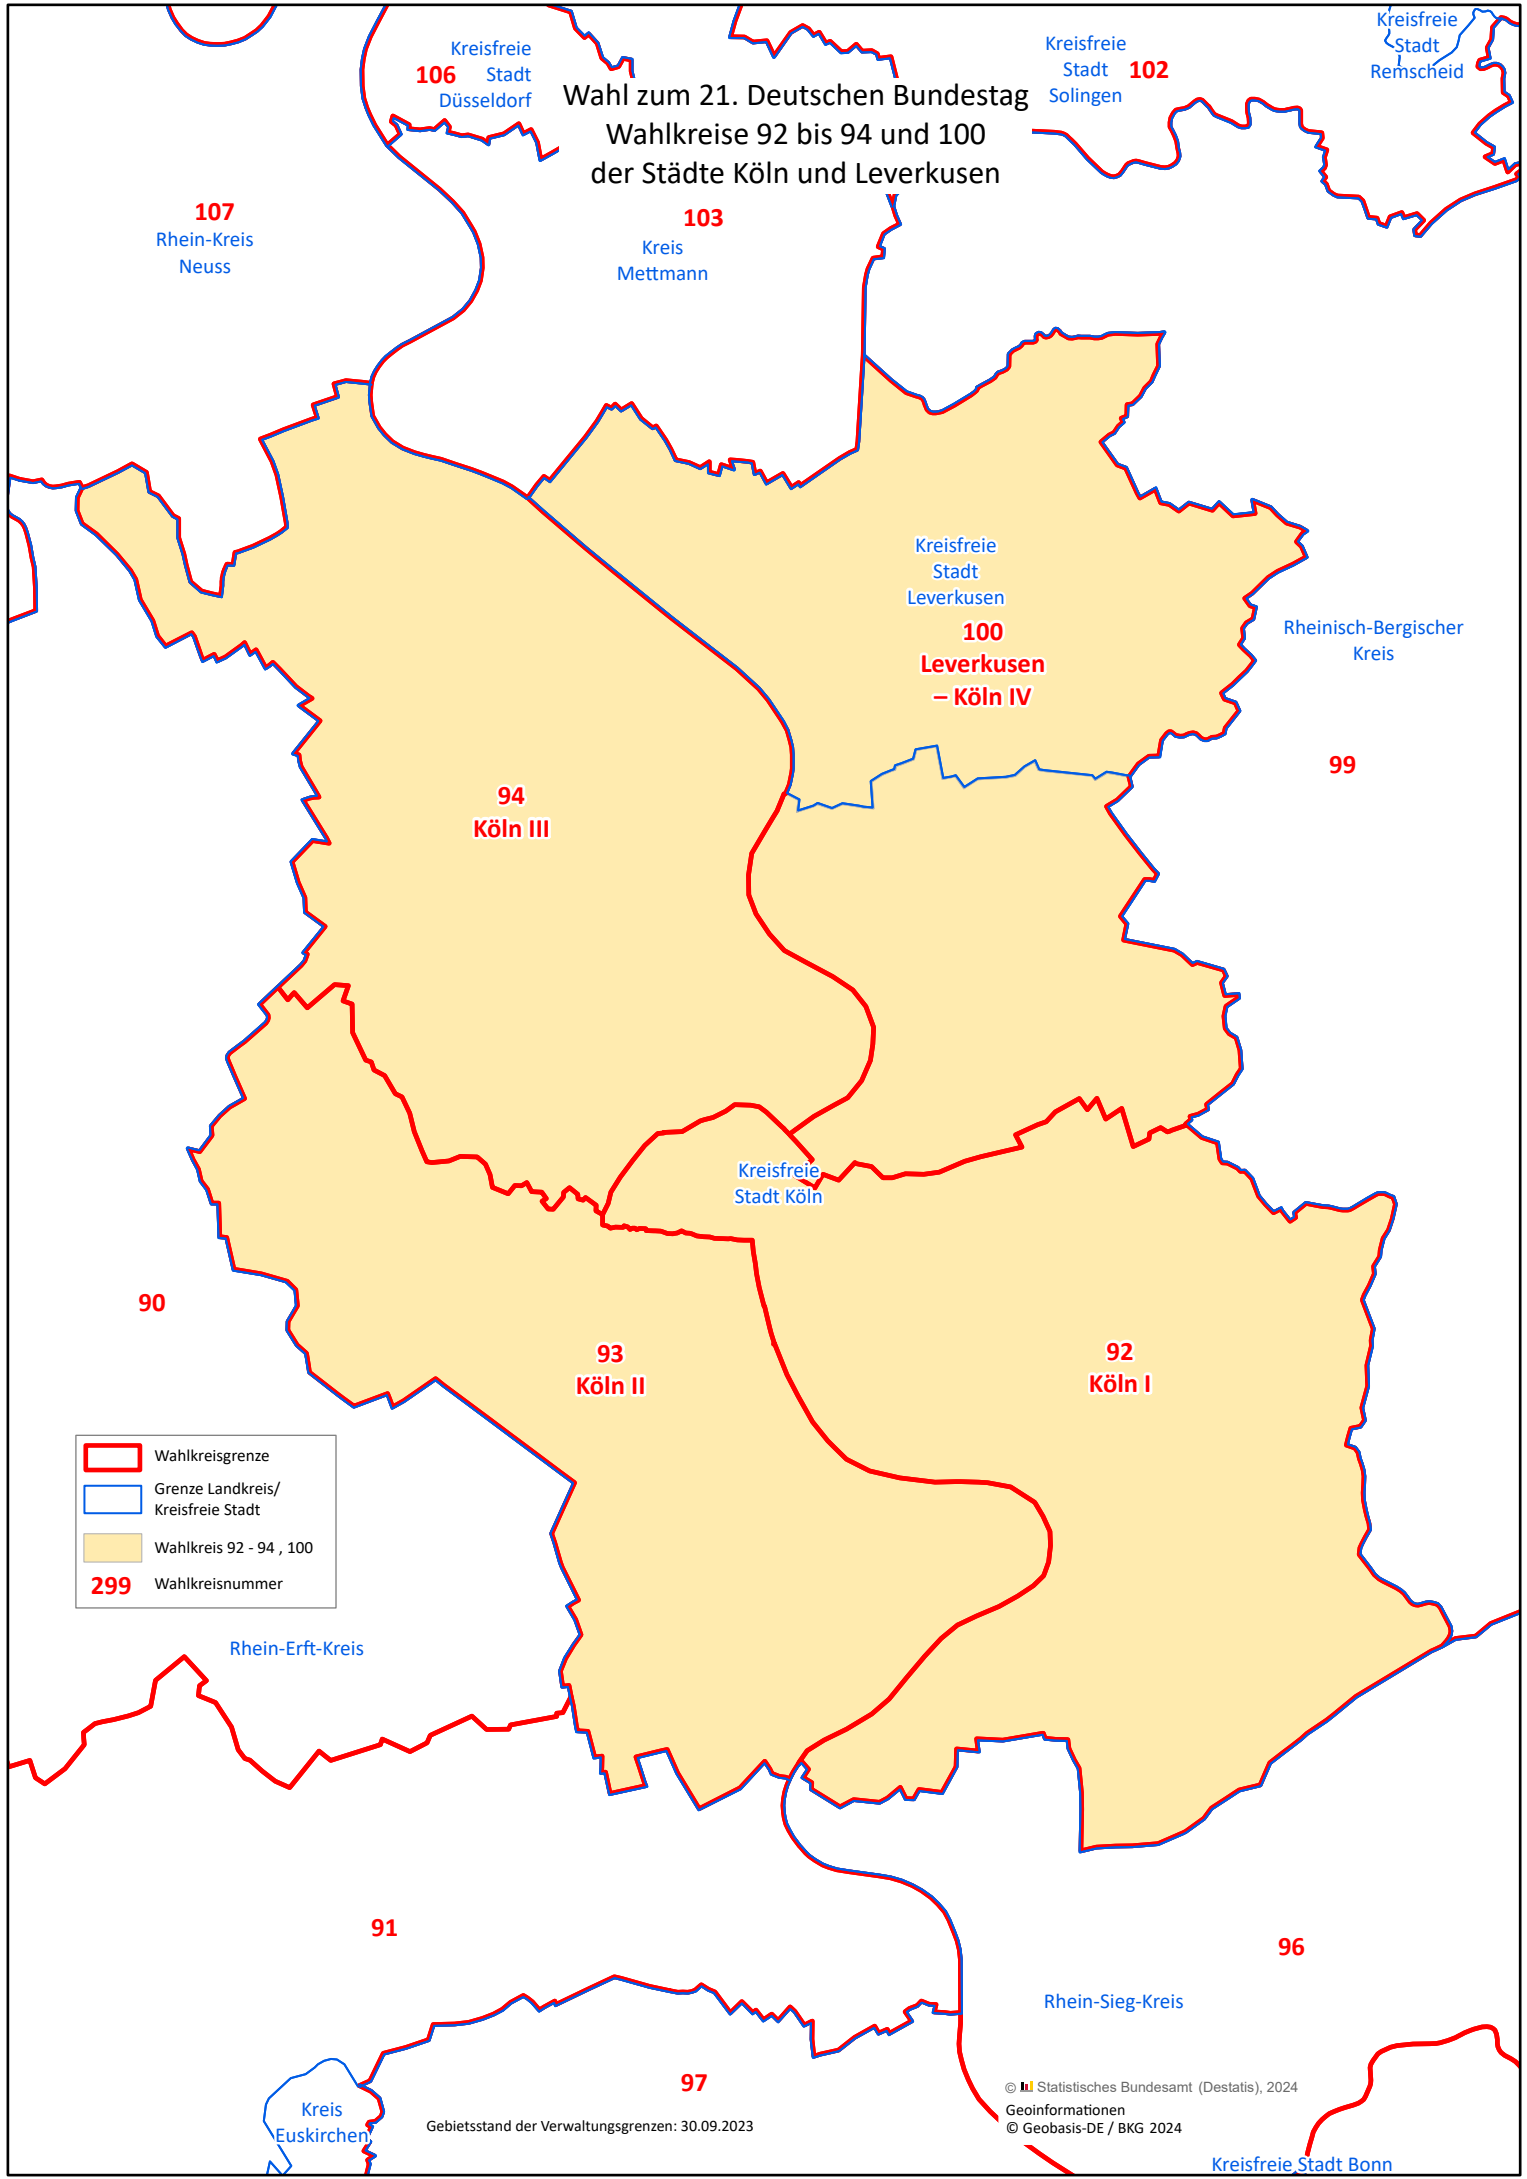 Wahl zum 21. Deutschen Bundestag
Wahlkreise 92 bis 94 und 100
der Städte Köln und Leverkusen
106
Kreisfreie
Stadt
Düsseldorf
Kreisfreie
Stadt
Solingen
102
Kreisfreie
Stadt
Remscheid
107
Rhein-Kreis
Neuss
103
Kreis
Mettmann
Kreisfreie
Stadt
Leverkusen
100
Leverkusen
– Köln IV
Rheinisch-Bergischer
Kreis
99
94
Köln III
Kreisfreie
Stadt Köln
90
93
Köln II
92
Köln I
Wahlkreisgrenze
Grenze Landkreis/
Kreisfreie Stadt
Wahlkreis 92 - 94 , 100
299 Wahlkreisnummer
Rhein-Erft-Kreis
91
96
Rhein-Sieg-Kreis
97
Kreis
Euskirchen
Gebietsstand der Verwaltungsgrenzen: 30.09.2023
© Statistisches Bundesamt (Destatis), 2024
Geoinformationen
© Geobasis-DE / BKG 2024
Kreisfreie Stadt Bonn